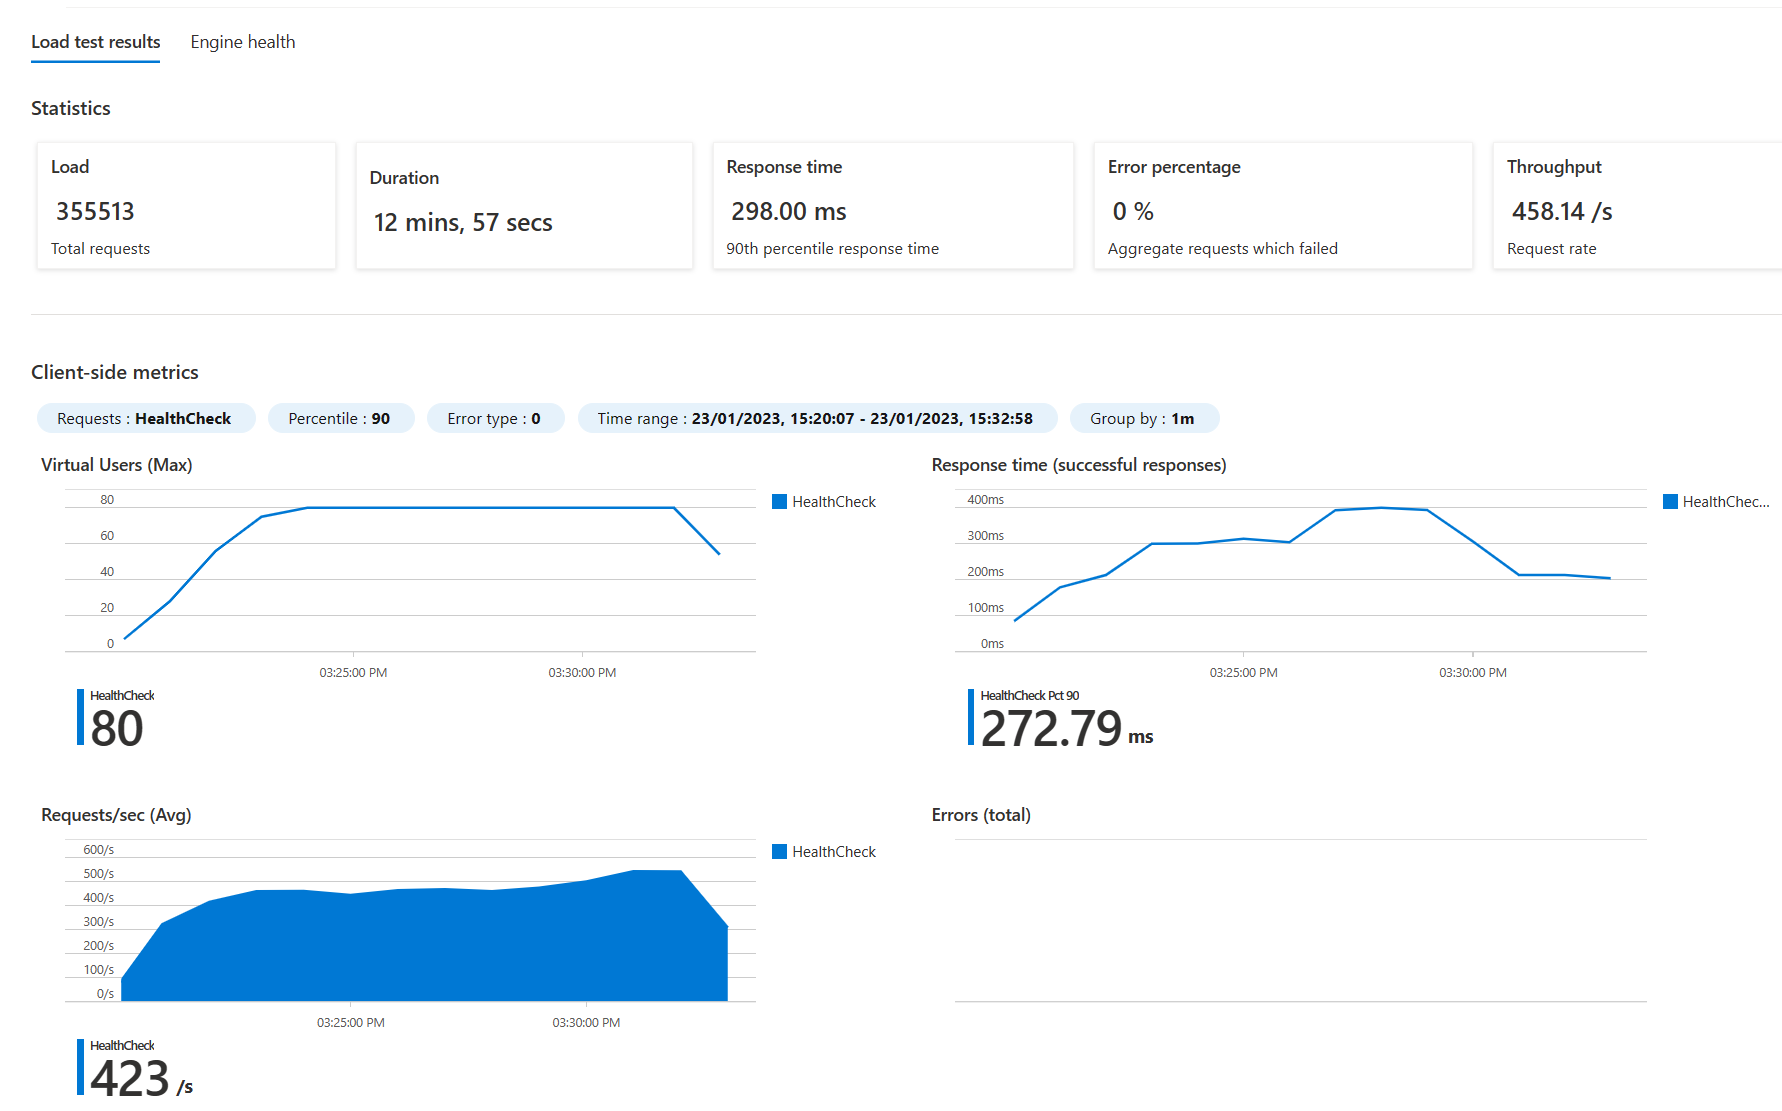 Load test results
Engine health
Statistics
Load
355513
Total requests
Duration
12 mins, 57 secs
Response time
298.00 ms
90th percentile response time
Error percentage
0 %
Aggregate requests which failed
Throughput
458.14 /s
Request rate
Client-side metrics
Requests : HealthCheck
Percentile : 90
Error type : 0
Time range : 23/01/2023, 15:20:07 - 23/01/2023, 15:32:58
Group by : 1m
Virtual Users (Max)
80
60
40
20
0
03:25:00 PM
03:30:00 PM
HealthCheck
HealthCheck
80
Response time (successful responses)
400ms
300ms
200ms
100ms
0ms
03:25:00 PM
03:30:00 PM
HealthChec...
HealthCheck Pct 90
272.79 ms
Requests/sec (Avg)
600/s
500/s
400/s
300/s
200/s
100/s
0/s
03:25:00 PM
03:30:00 PM
HealthCheck
HealthCheck
423 /s
Errors (total)